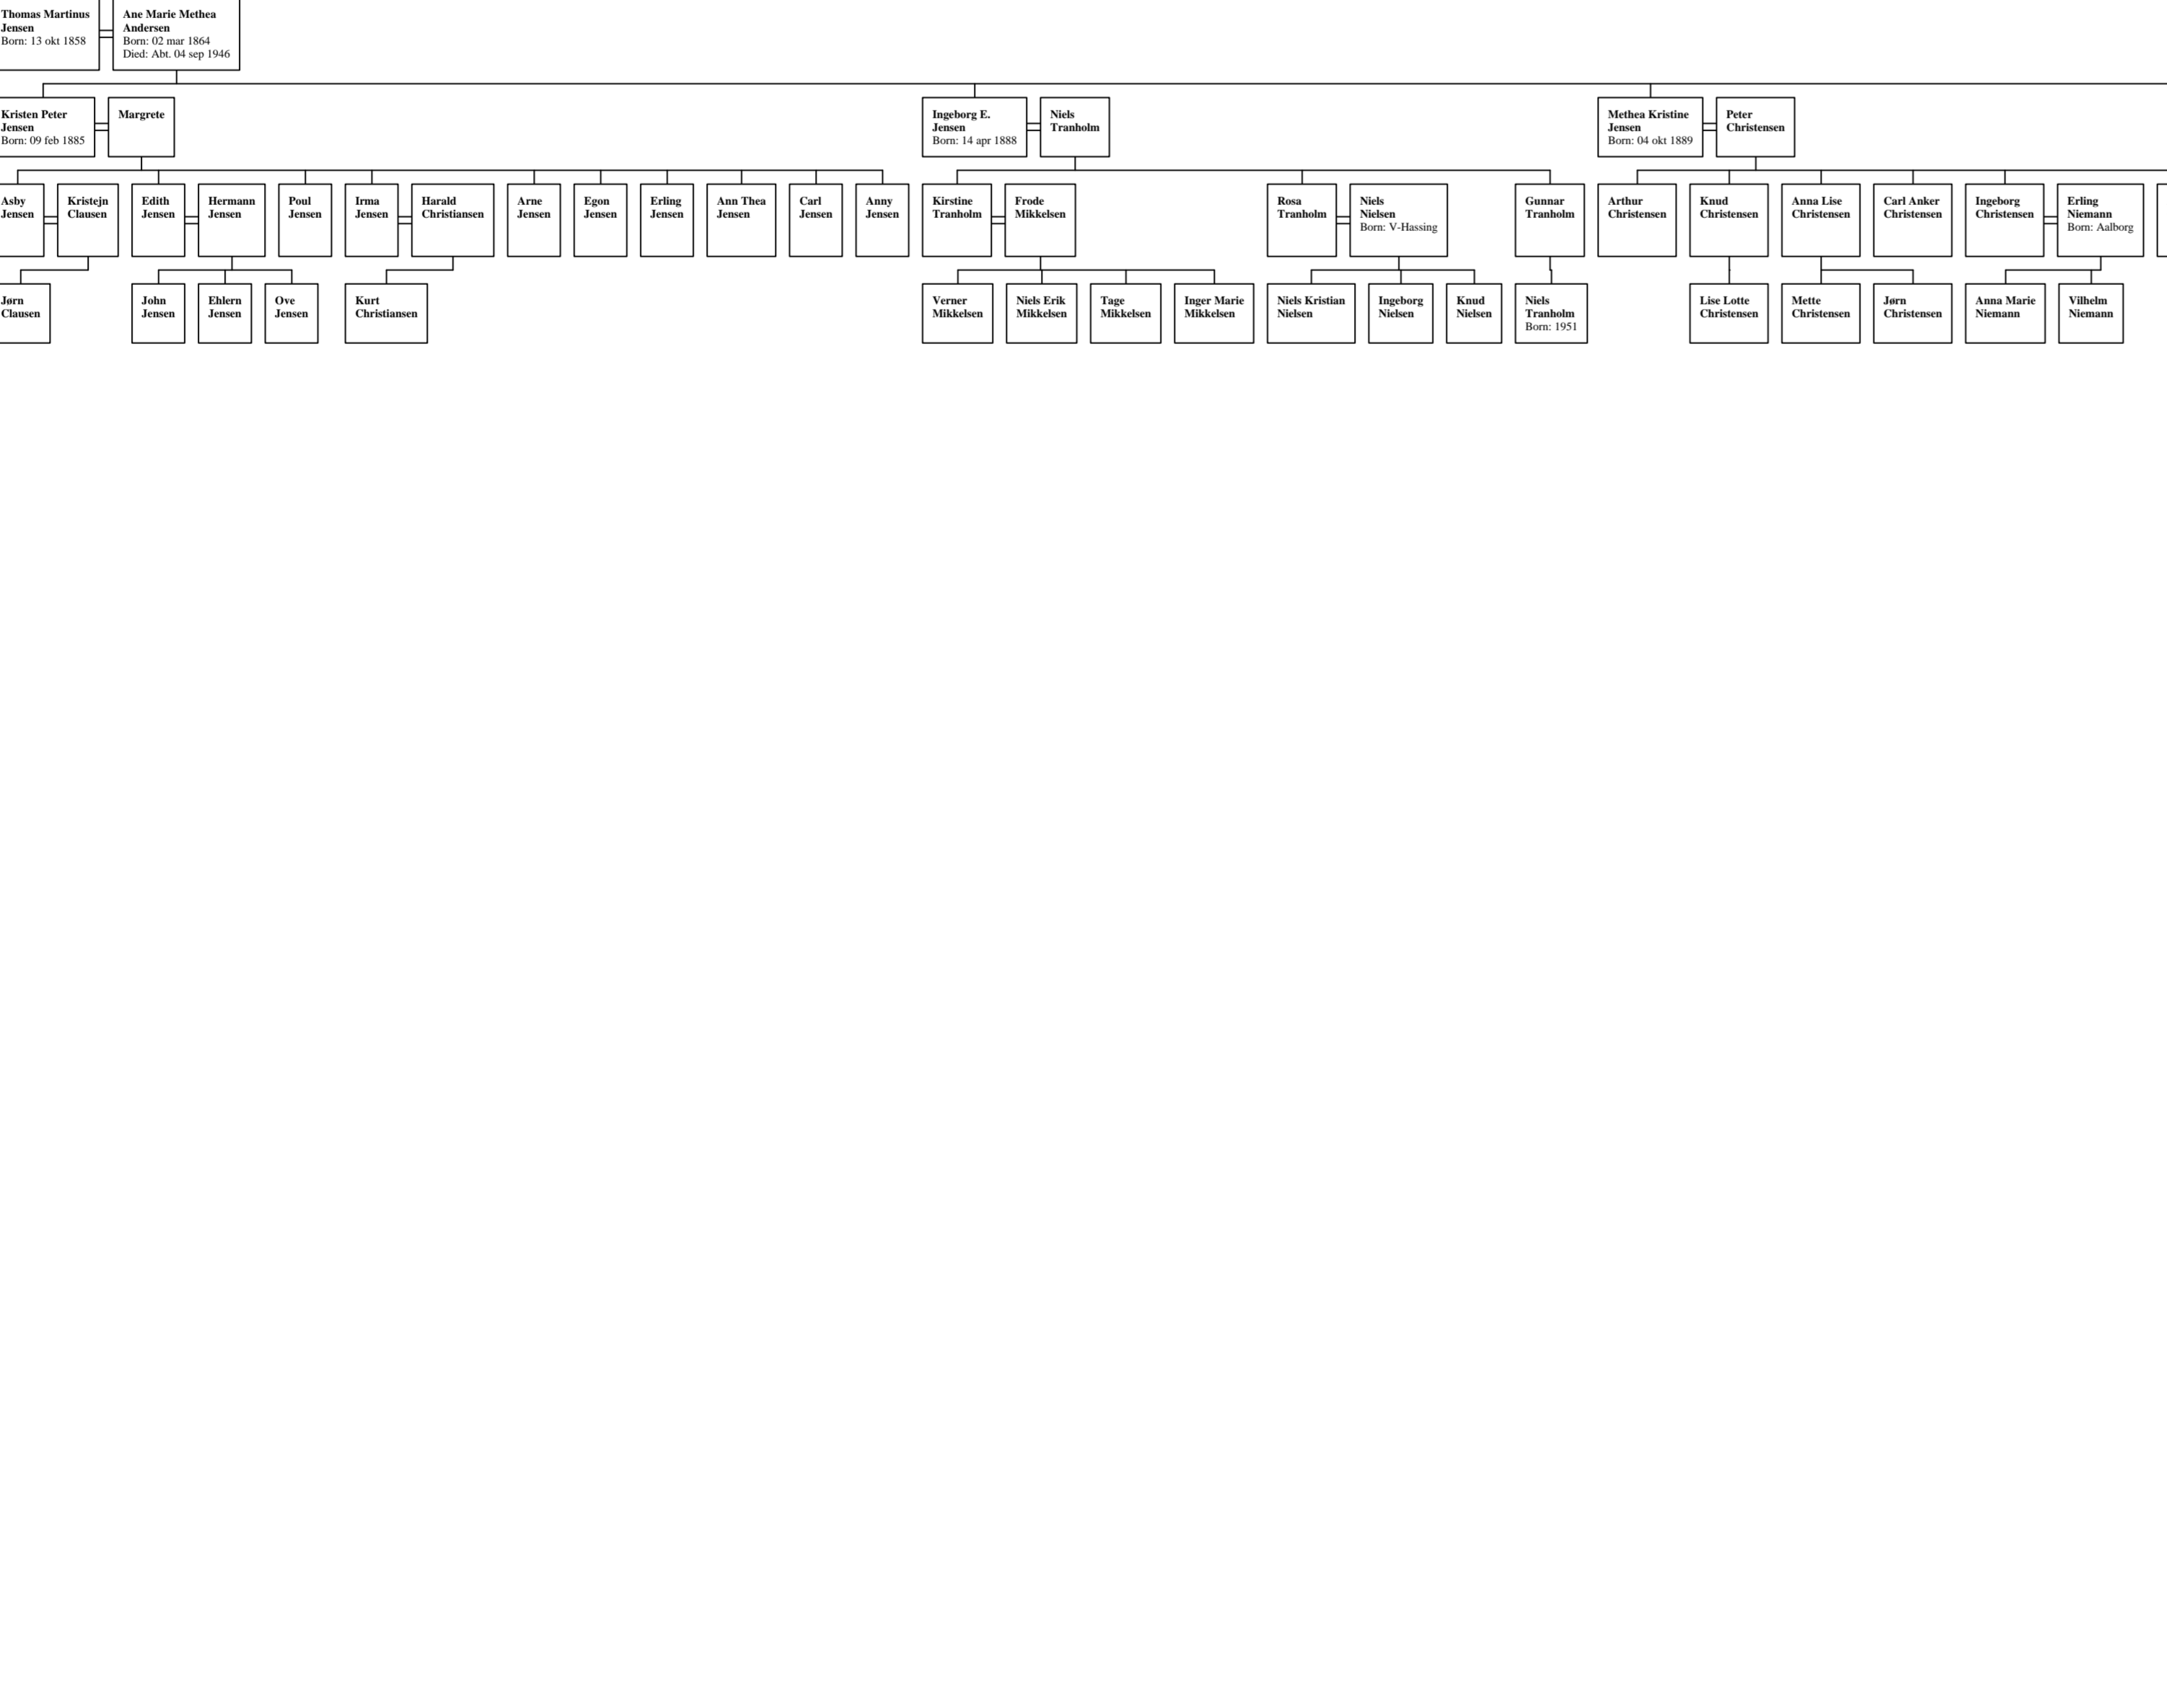 Thomas Martinus
Jensen
Born: 13 okt 1858
Ane Marie Methea
Andersen
Born: 02 mar 1864
Died: Abt. 04 sep 1946
Kristen Peter
Jensen
Born: 09 feb 1885
Margrete
Ingeborg E.
Jensen
Born: 14 apr 1888
Niels
Tranholm
Methea Kristine
Jensen
Born: 04 okt 1889
Peter
Christensen
Asby
Jensen
Kristejn
Clausen
Edith
Jensen
Hermann
Jensen
Poul
Jensen
Irma
Jensen
Harald
Christiansen
Arne
Jensen
Egon
Jensen
Erling
Jensen
Ann Thea
Jensen
Carl
Jensen
Anny
Jensen
Kirstine
Tranholm
Frode
Mikkelsen
Rosa
Tranholm
Niels
Nielsen
Born: V-Hassing
Gunnar
Tranholm
Arthur
Christensen
Knud
Christensen
Anna Lise
Christensen
Carl Anker
Christensen
Ingeborg
Christensen
Erling
Niemann
Born: Aalborg
Jørn
Clausen
John
Jensen
Ehlern
Jensen
Ove
Jensen
Kurt
Christiansen
Verner
Mikkelsen
Niels Erik
Mikkelsen
Tage
Mikkelsen
Inger Marie
Mikkelsen
Niels Kristian
Nielsen
Ingeborg
Nielsen
Knud
Nielsen
Niels
Tranholm
Born: 1951
Lise Lotte
Christensen
Mette
Christensen
Jørn
Christensen
Anna Marie
Niemann
Vilhelm
Niemann